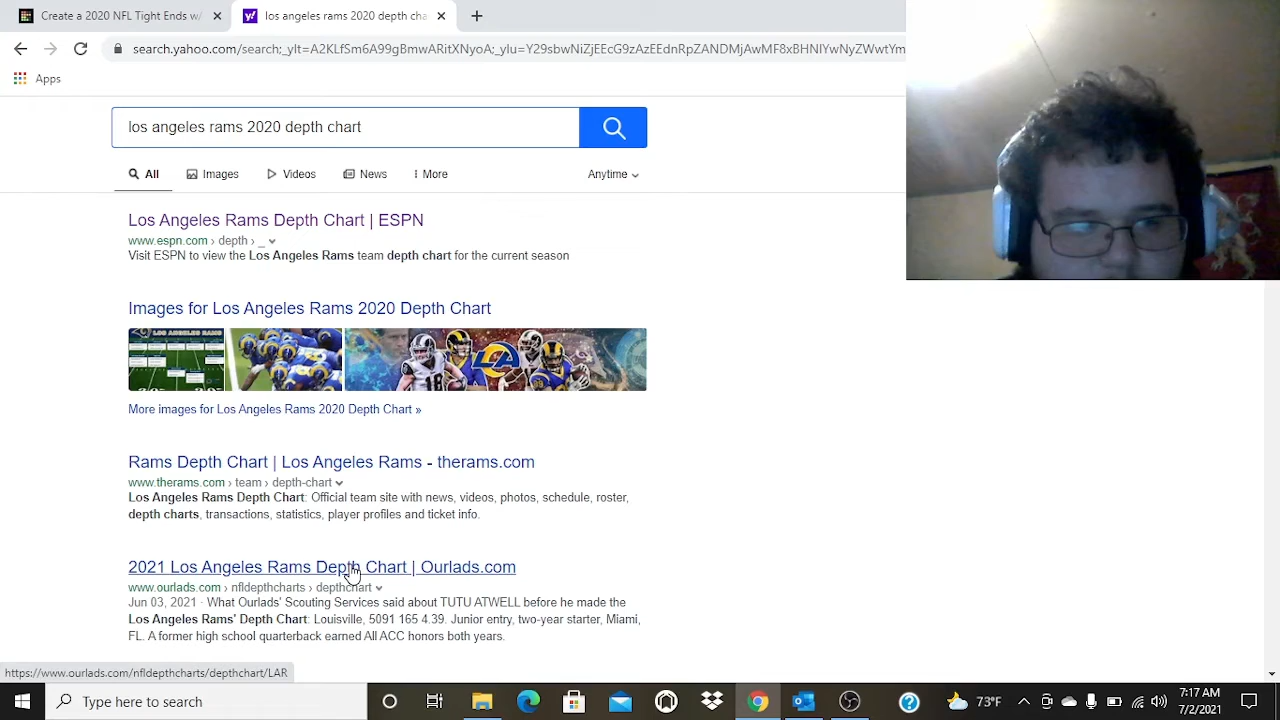 Create a 2020 NFL Tight Ends w/
los angeles rams 2020 depth cha
search.yahoo.com/search;_ylt=A2KLfSm6A99gBmwARitXNyoA;_ylu=Y29sbwNiZjEEcG9zAzEEdnRpZANDMjAwMF8xBHNlYwNyZWwtYm
Apps
los angeles rams 2020 depth chart
All Images Videos News More Anytime
Los Angeles Rams Depth Chart | ESPN
www.espn.com › depth › _
Visit ESPN to view the Los Angeles Rams team depth chart for the current season
Images for Los Angeles Rams 2020 Depth Chart
LOS ANGELES RAMS
More images for Los Angeles Rams 2020 Depth Chart »
Rams Depth Chart | Los Angeles Rams - therams.com
www.therams.com › team › depth-chart
Los Angeles Rams Depth Chart: Official team site with news, videos, photos, schedule, roster,
depth charts, transactions, statistics, player profiles and ticket info.
2021 Los Angeles Rams Depth Chart | Ourlads.com
www.ourlads.com › nfldepthcharts › depthchart
Jun 03, 2021 · What Ourlads' Scouting Services said about TUTU ATWELL before he made the
Los Angeles Rams' Depth Chart: Louisville, 5091 165 4.39. Junior entry, two-year starter, Miami,
FL. A former high school quarterback earned All ACC honors both years.
https://www.ourlads.com/nfldepthcharts/depthchart/LAR
Type here to search
73°F
7:17 AM
7/2/2021